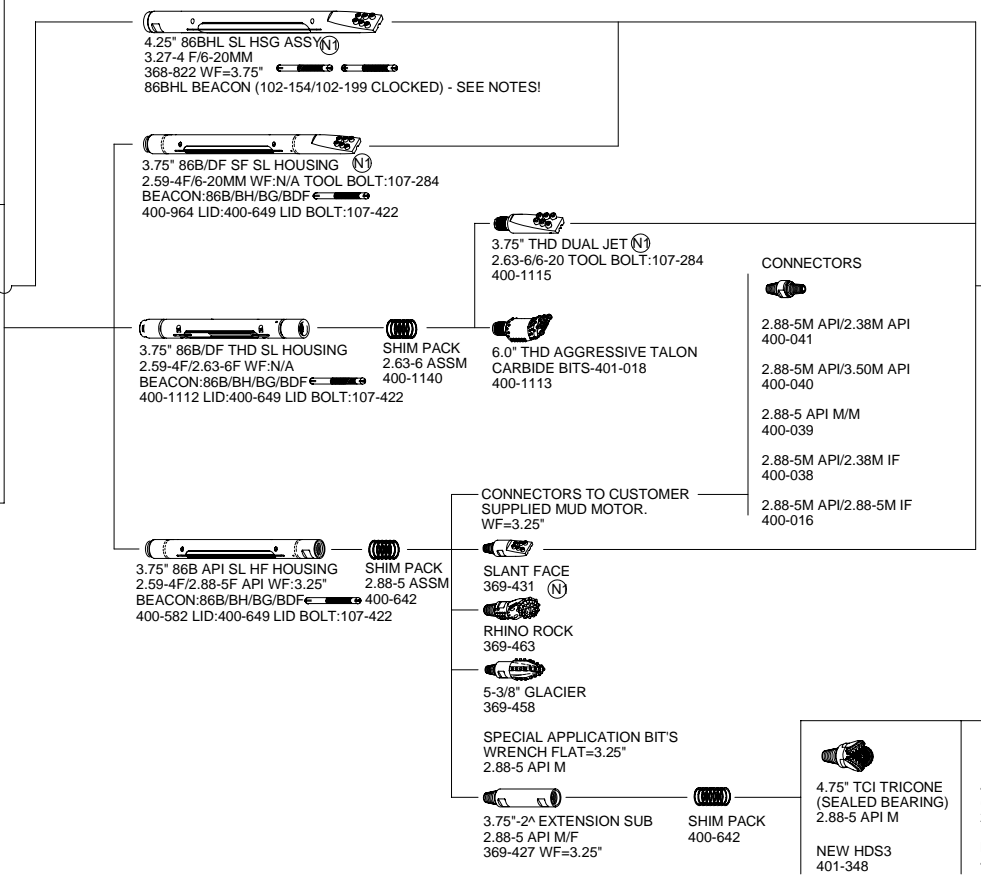 4.25" 86BHL SL HSG ASSY N1
3.27-4 F/6-20MM
368-822 WF=3.75"
86BHL BEACON (102-154/102-199 CLOCKED) - SEE NOTES!
3.75" 86B/DF SF SL HOUSING N1
2.59-4F/6-20MM WF:N/A TOOL BOLT:107-284
BEACON:86B/BH/BG/BDF
400-964 LID:400-649 LID BOLT:107-422
3.75" THD DUAL JET N1
2.63-6/6-20 TOOL BOLT:107-284
400-1115
3.75" 86B/DF THD SL HOUSING
2.59-4F/2.63-6F WF:N/A
BEACON:86B/BH/BG/BDF
400-1112 LID:400-649 LID BOLT:107-422
SHIM PACK
2.63-6 ASSM
400-1140
6.0" THD AGGRESSIVE TALON
CARBIDE BITS-401-018
400-1113
CONNECTORS
2.88-5M API/2.38M API
400-041
2.88-5M API/3.50M API
400-040
2.88-5 API M/M
400-039
2.88-5M API/2.38M IF
400-038
2.88-5M API/2.88-5M IF
400-016
3.75" 86B API SL HF HOUSING
2.59-4F/2.88-5F API WF:3.25"
BEACON:86B/BH/BG/BDF
400-582 LID:400-649 LID BOLT:107-422
SHIM PACK
2.88-5 ASSM
400-642
CONNECTORS TO CUSTOMER
SUPPLIED MUD MOTOR.
WF=3.25"
SLANT FACE
369-431 N1
RHINO ROCK
369-463
5-3/8" GLACIER
369-458
SPECIAL APPLICATION BIT'S
WRENCH FLAT=3.25"
2.88-5 API M
3.75"-2^ EXTENSION SUB
2.88-5 API M/F
369-427 WF=3.25"
SHIM PACK
400-642
4.75" TCI TRICONE
(SEALED BEARING)
2.88-5 API M
NEW HDS3
401-348